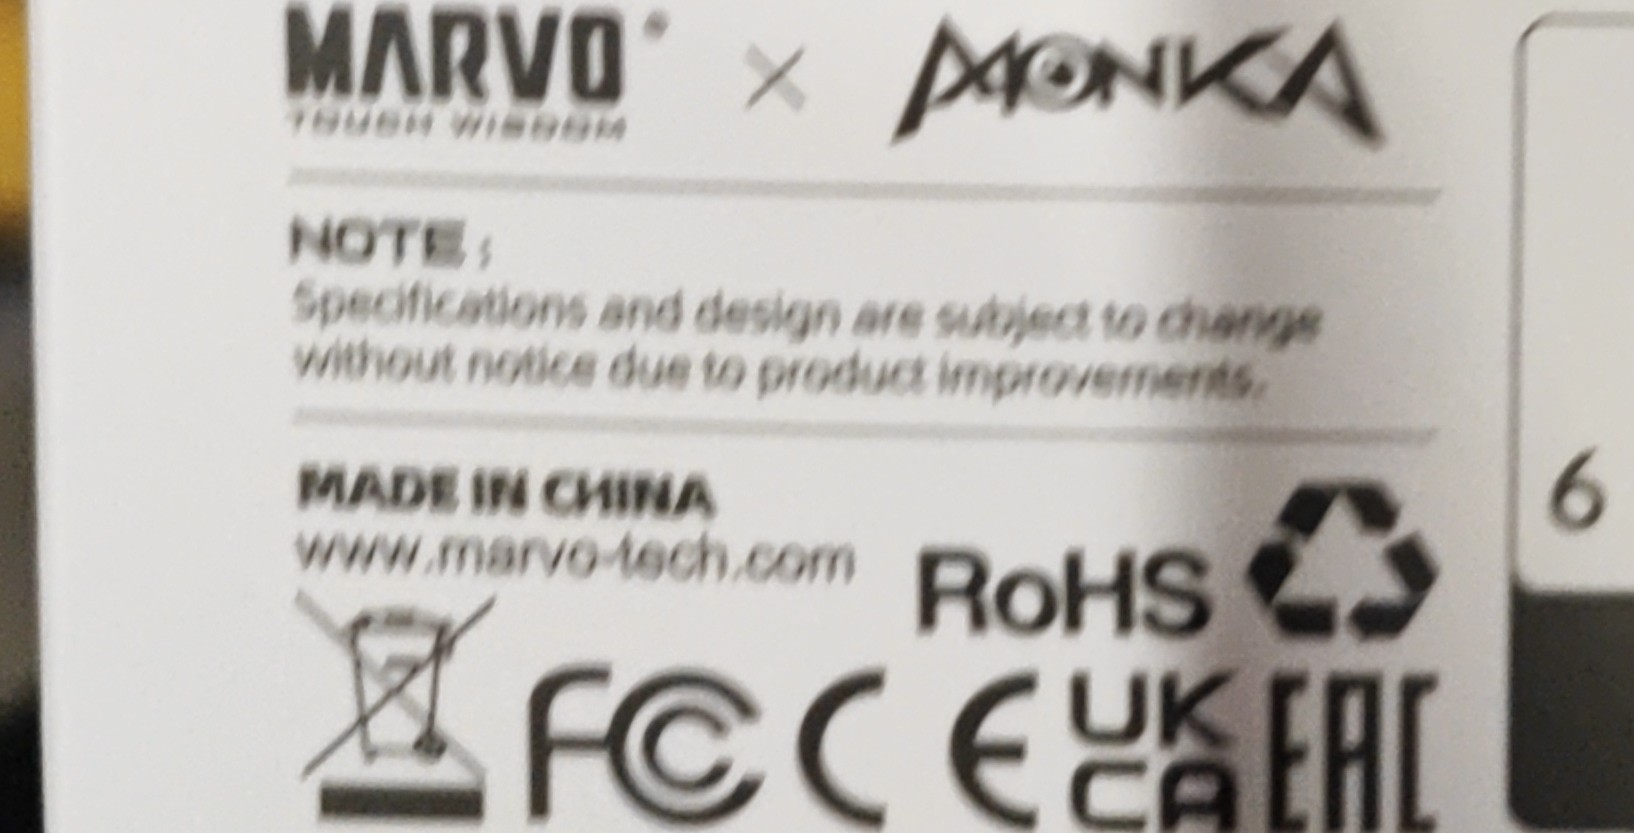 MARVO × MONKA
TOUGH WISDOM
NOTE:
Specifications and design are subject to change
without notice due to product improvements.
MADE IN CHINA
www.marvo-tech.com
RoHS
FC CE UK
CA EAC
6